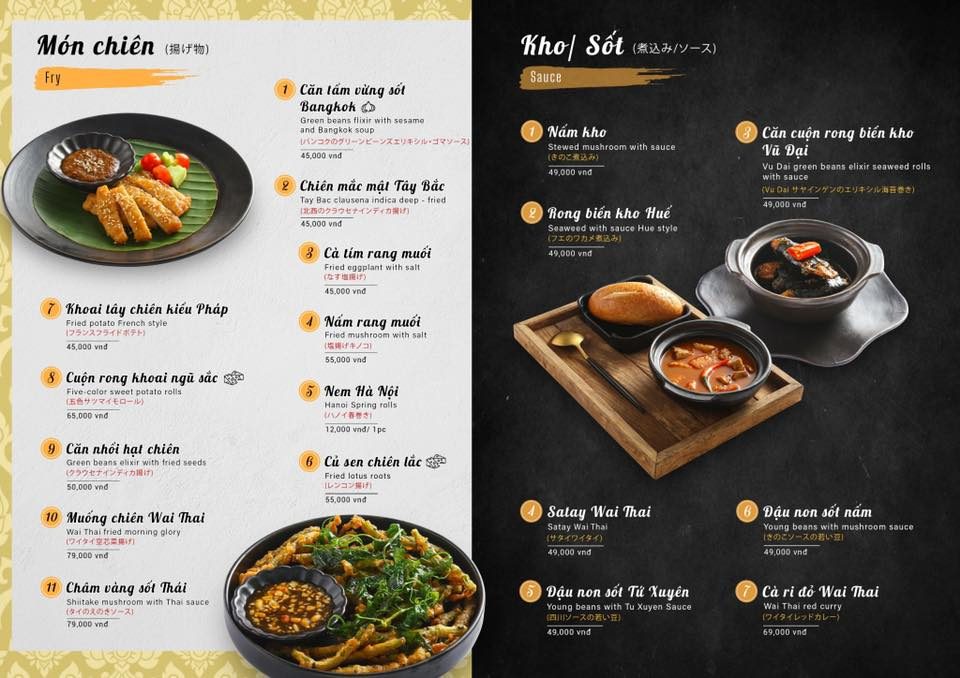 Món chiên (揚げ物)
Fry
1 Căn tấm vừng sốt
Bangkok
Green beans flixir with sesame
and Bangkok soup
(バンコクのグリーンビーンズエリキシル・ゴマソース)
45,000 vnđ
2 Chiên mắc mật Tây Bắc
Tay Bac clausena indica deep - fried
(北西のクラウセナインディカ揚げ)
45,000 vnđ
3 Cà tím rang muối
Fried eggplant with salt
(なす塩揚げ)
45,000 vnđ
4 Nấm rang muối
Fried mushroom with salt
(塩揚げキノコ)
55,000 vnđ
5 Nem Hà Nội
Hanoi Spring rolls
(ハノイ春巻き)
12,000 vnđ/ 1pc
6 Củ sen chiên lắc
Fried lotus roots
(レンコン揚げ)
55,000 vnđ
7 Khoai tây chiên kiểu Pháp
Fried potato French style
(フランスフライドポテト)
45,000 vnđ
8 Cuộn rong khoai ngũ sắc
Five-color sweet potato rolls
(五色サツマイモロール)
65,000 vnđ
9 Căn nhồi hạt chiên
Green beans elixir with fried seeds
(クラウセナインディカ揚げ)
50,000 vnđ
10 Muống chiên Wai Thai
Wai Thai fried morning glory
(ワイタイ空芯菜揚げ)
79,000 vnđ
11 Châm vàng sốt Thái
Shiitake mushroom with Thai sauce
(タイのえのきソース)
79,000 vnđ
Kho/ Sốt (煮込み/ソース)
Sauce
1 Nấm kho
Stewed mushroom with sauce
(きのこ煮込み)
49,000 vnđ
2 Rong biển kho Huế
Seaweed with sauce Hue style
(フエのワカメ煮込み)
49,000 vnđ
3 Căn cuộn rong biển kho
Vũ Đại
Vu Dai green beans elixir seaweed rolls
with sauce
(Vu Dai サヤインゲンのエリキシル海苔巻き)
49,000 vnđ
4 Satay Wai Thai
Satay Wai Thai
(サタイワイタイ)
49,000 vnđ
5 Đậu non sốt Tứ Xuyên
Young beans with Tu Xuyen Sauce
(四川ソースの若い豆)
49,000 vnđ
6 Đậu non sốt nấm
Young beans with mushroom sauce
(きのこソースの若い豆)
49,000 vnđ
7 Cà ri đỏ Wai Thai
Wai Thai red curry
(ワイタイレッドカレー)
69,000 vnđ